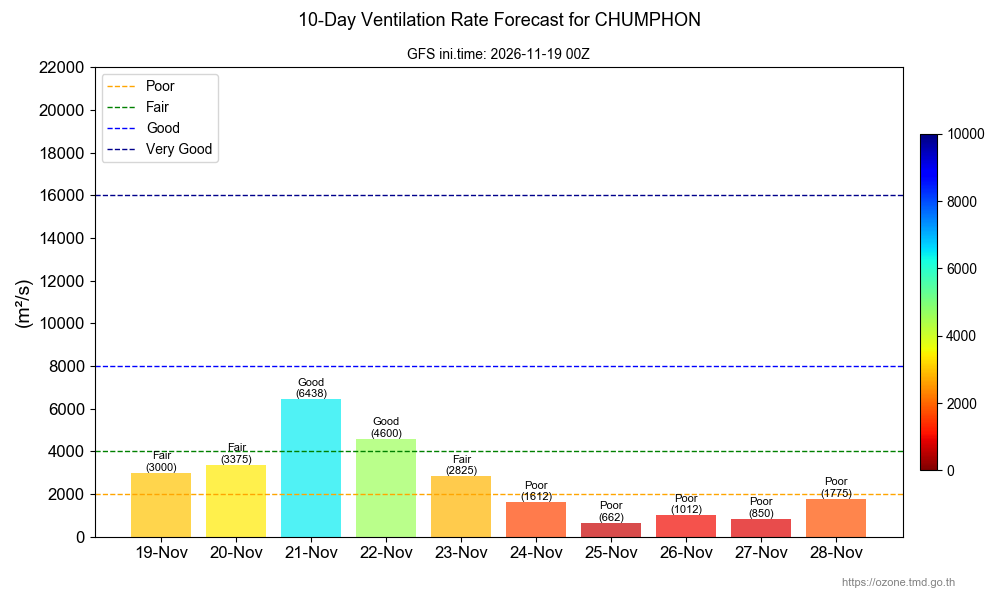 10-Day Ventilation Rate Forecast for CHUMPHON
GFS ini.time: 2026-11-19 00Z
(m²/s)
22000
20000
18000
16000
14000
12000
10000
8000
6000
4000
2000
0
Poor
Fair
Good
Very Good
Fair
(3000)
Fair
(3375)
Good
(6438)
Good
(4600)
Fair
(2825)
Poor
(1612)
Poor
(662)
Poor
(1012)
Poor
(850)
Poor
(1775)
19-Nov 20-Nov 21-Nov 22-Nov 23-Nov 24-Nov 25-Nov 26-Nov 27-Nov 28-Nov
10000
8000
6000
4000
2000
0
https://ozone.tmd.go.th